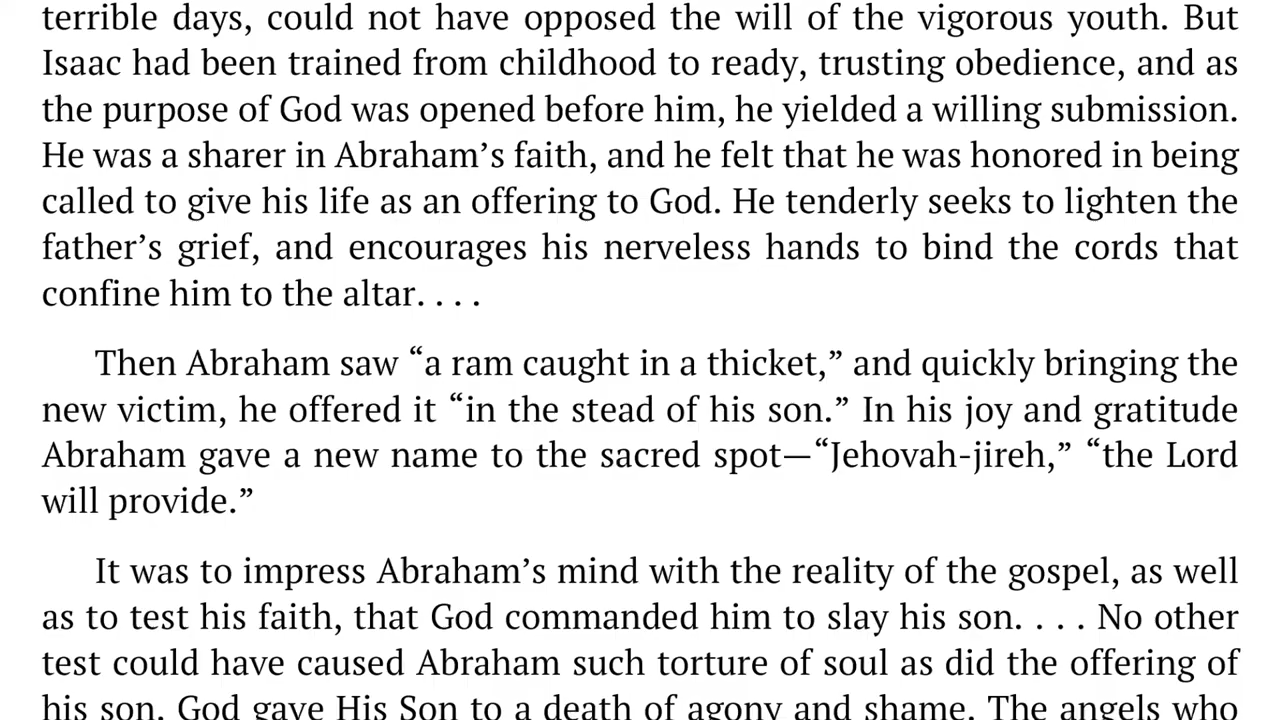 terrible days, could not have opposed the will of the vigorous youth. But
Isaac had been trained from childhood to ready, trusting obedience, and as
the purpose of God was opened before him, he yielded a willing submission.
He was a sharer in Abraham’s faith, and he felt that he was honored in being
called to give his life as an offering to God. He tenderly seeks to lighten the
father’s grief, and encourages his nerveless hands to bind the cords that
confine him to the altar. . . .
Then Abraham saw “a ram caught in a thicket,” and quickly bringing the
new victim, he offered it “in the stead of his son.” In his joy and gratitude
Abraham gave a new name to the sacred spot—“Jehovah-jireh,” “the Lord
will provide.”
It was to impress Abraham’s mind with the reality of the gospel, as well
as to test his faith, that God commanded him to slay his son. . . . No other
test could have caused Abraham such torture of soul as did the offering of
his son. God gave His Son to a death of agony and shame. The angels who